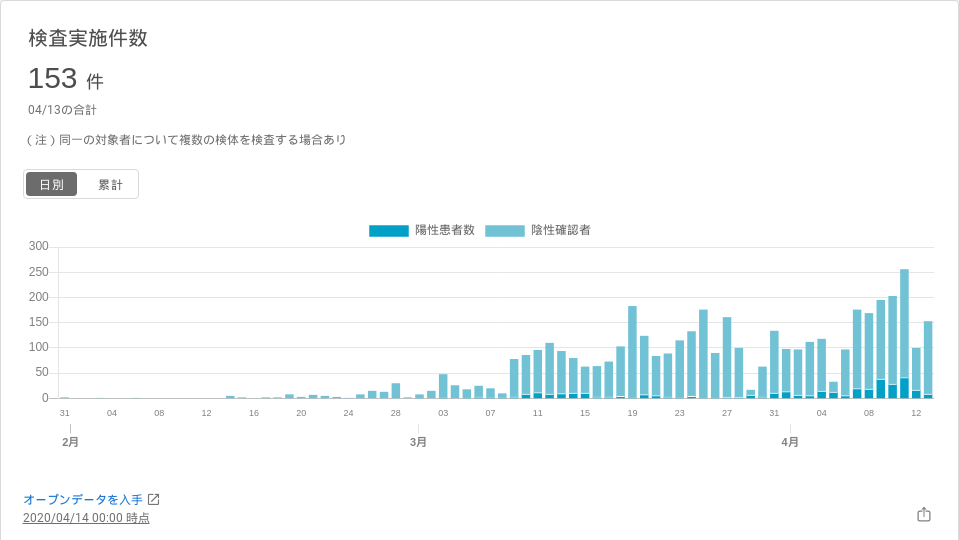 検査実施件数
153 件
04/13の合計
（注）同一の対象者について複数の検体を検査する場合あり
日別 累計
陽性患者数 陰性確認者
300
250
200
150
100
50
0
31 04 08 12 16 20 24 28 03 07 11 15 19 23 27 31 04 08 12
2月 3月 4月
オープンデータを入手
2020/04/14 00:00 時点